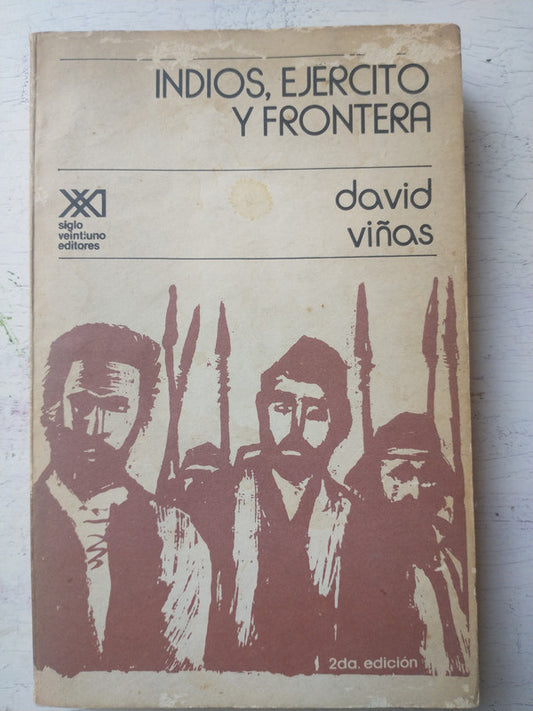 INDIOS, EJERCITO
Y FRONTERA
siglo
veintiuno
editores
david
viñas
2da. edición